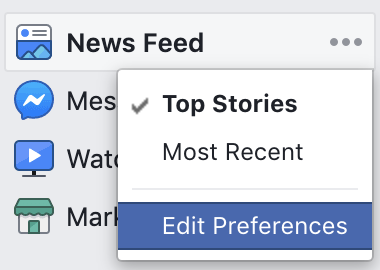 News Feed
Top Stories
Mes
Most Recent
Watc
Mark
Edit Preferences